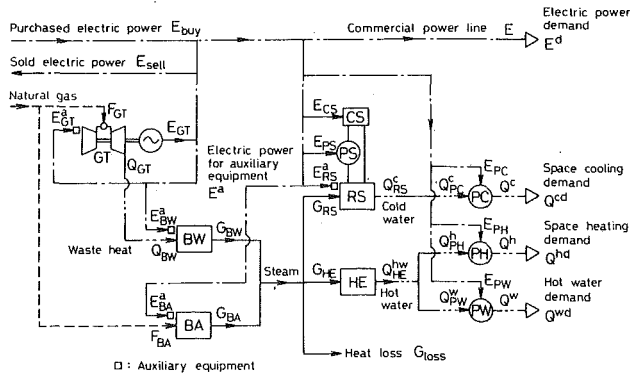 Purchased electric power E_buy
Commercial power line E
Electric power demand E^d
Sold electric power E_sell
Natural gas
E^a_GT
F_GT
E_GT
GT
Q_GT
Electric power for auxiliary equipment E^a
E_CS
CS
E_PS
PS
E^a_RS
RS
G_RS
Q^c_RS
Cold water
E_PC
Q^c_PC
PC
Q^c
Space cooling demand Q^cd
E^a_BW
Waste heat
Q_BW
BW
G_BW
Steam
G_HE
HE
Q^hw_HE
Hot water
E_PH
Q^h_PH
PH
Q^h
Space heating demand Q^hd
E_PW
Q^w_PW
PW
Q^w
Hot water demand Q^wd
E^a_BA
F_BA
BA
G_BA
Heat loss G_loss
□: Auxiliary equipment